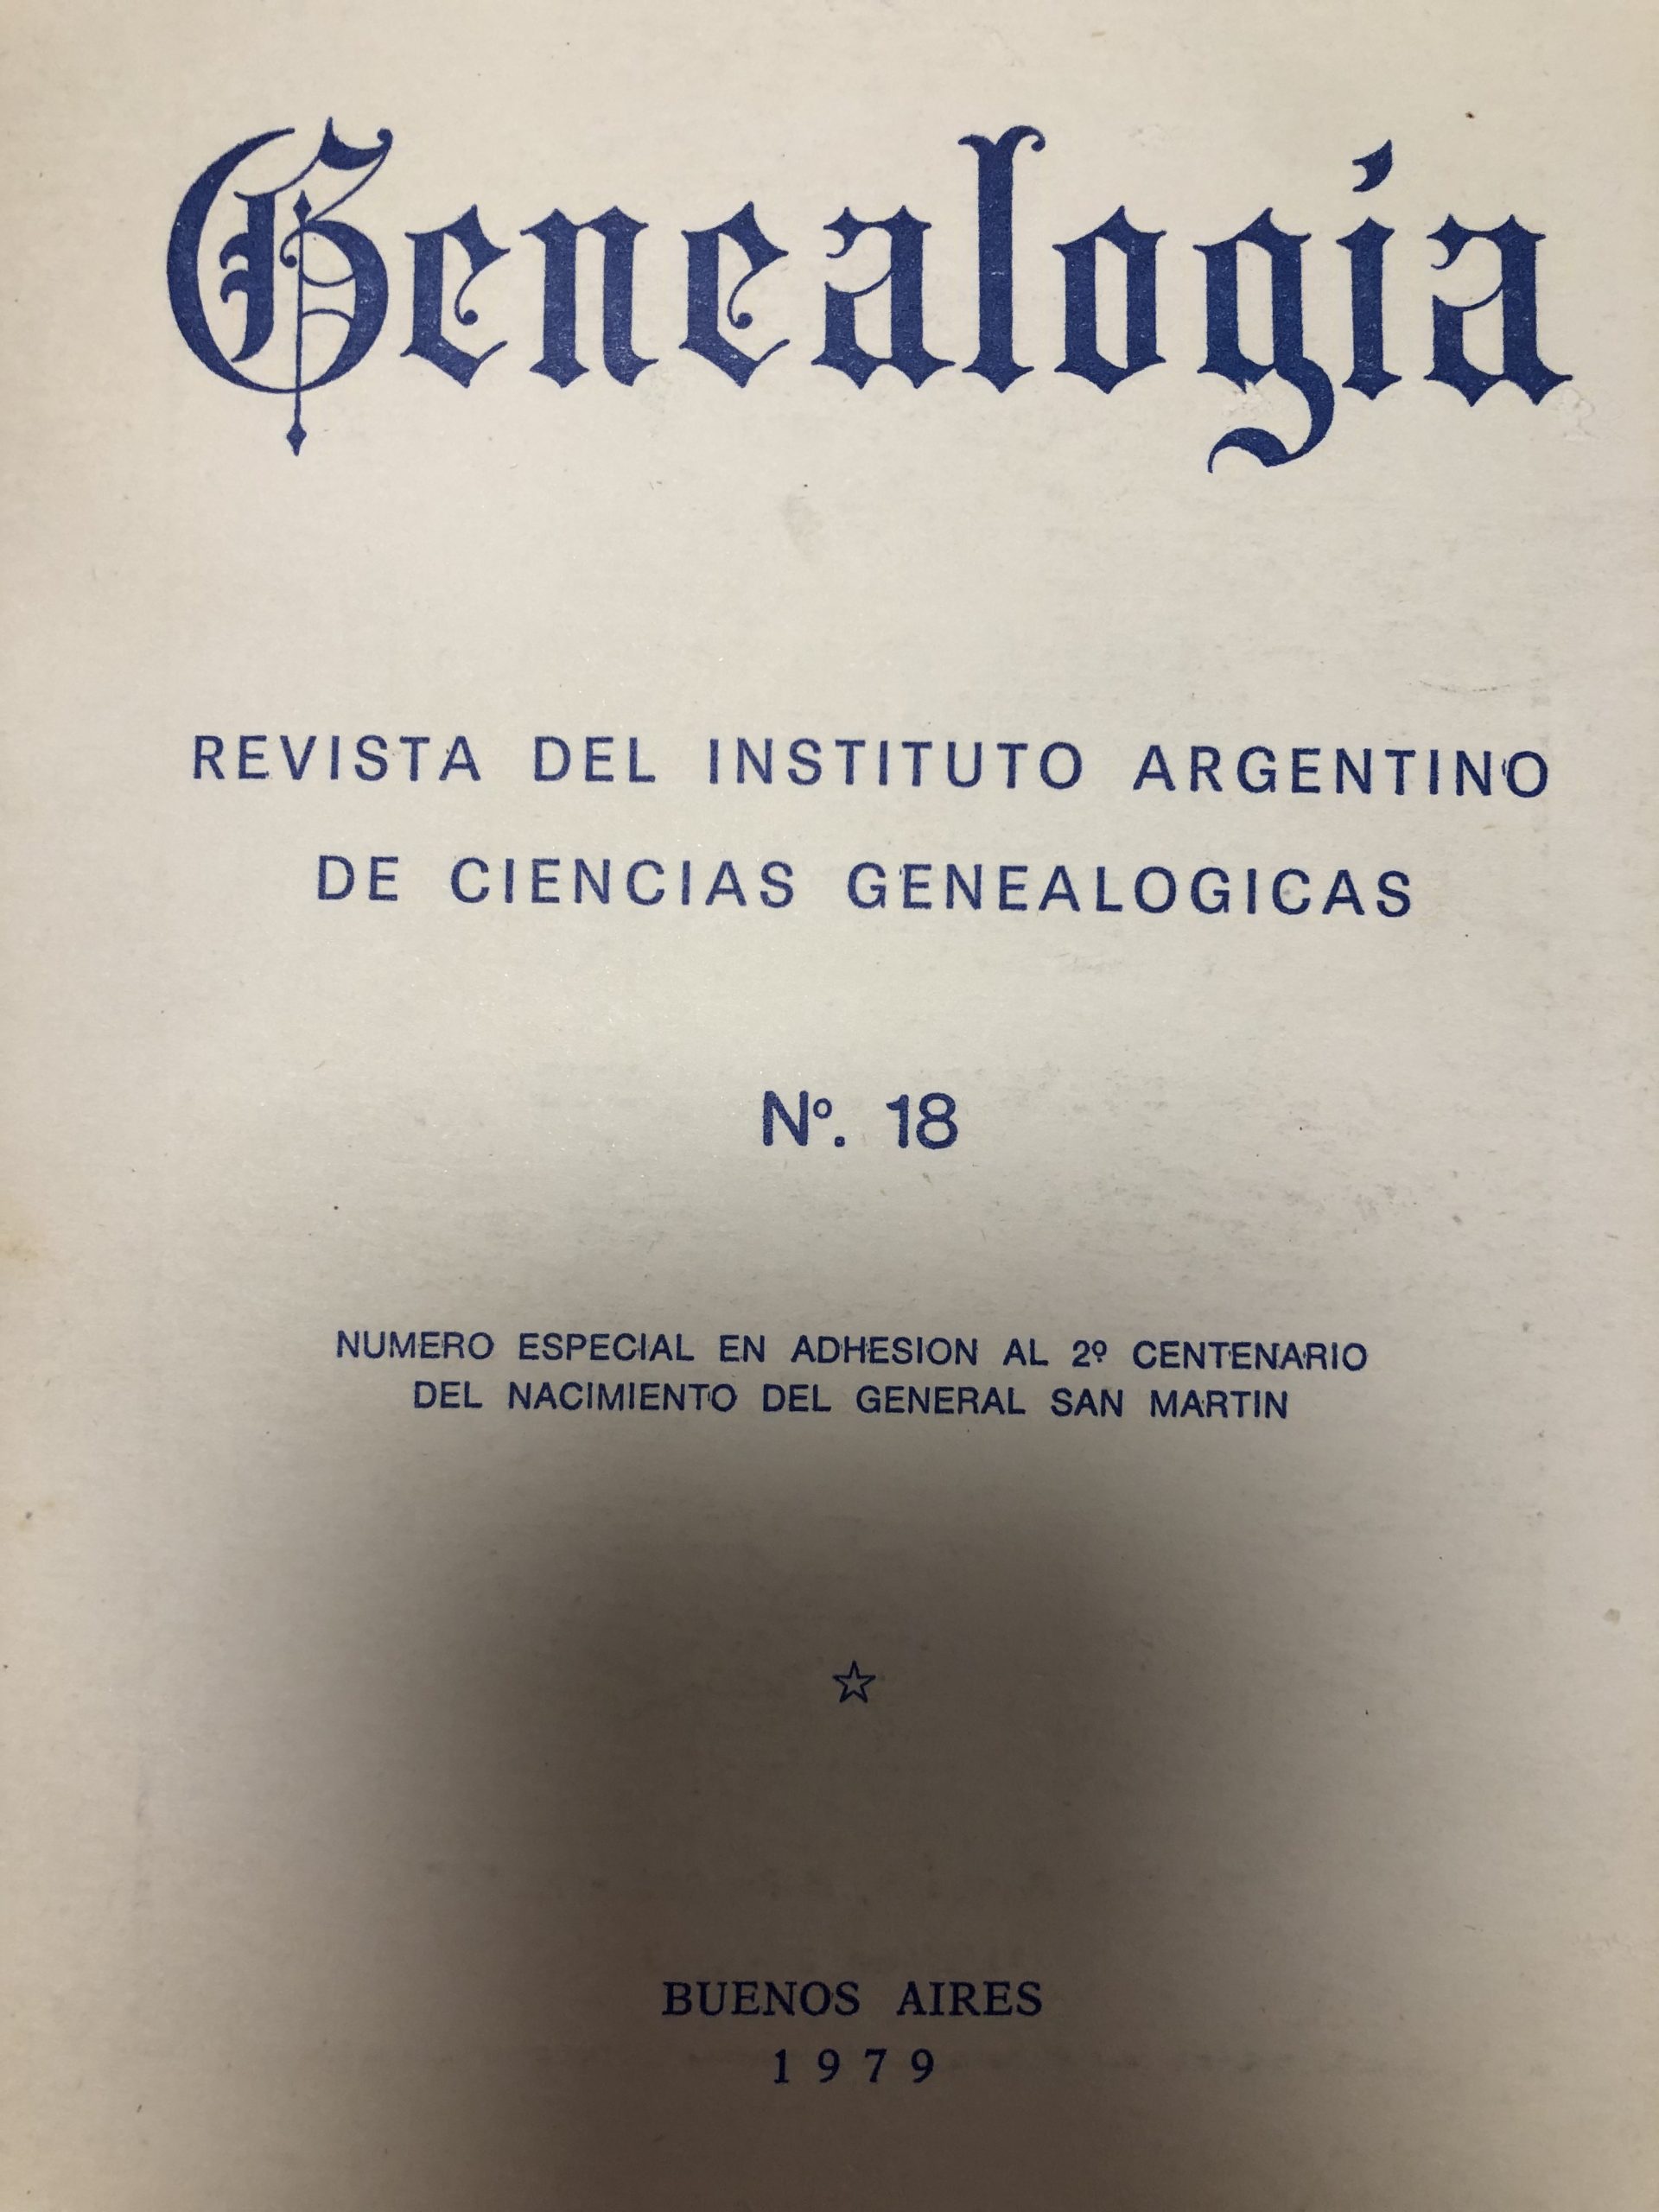 Genealogía
REVISTA DEL INSTITUTO ARGENTINO
DE CIENCIAS GENEALOGICAS
Nº. 18
NUMERO ESPECIAL EN ADHESION AL 2º CENTENARIO
DEL NACIMIENTO DEL GENERAL SAN MARTIN
BUENOS AIRES
1979